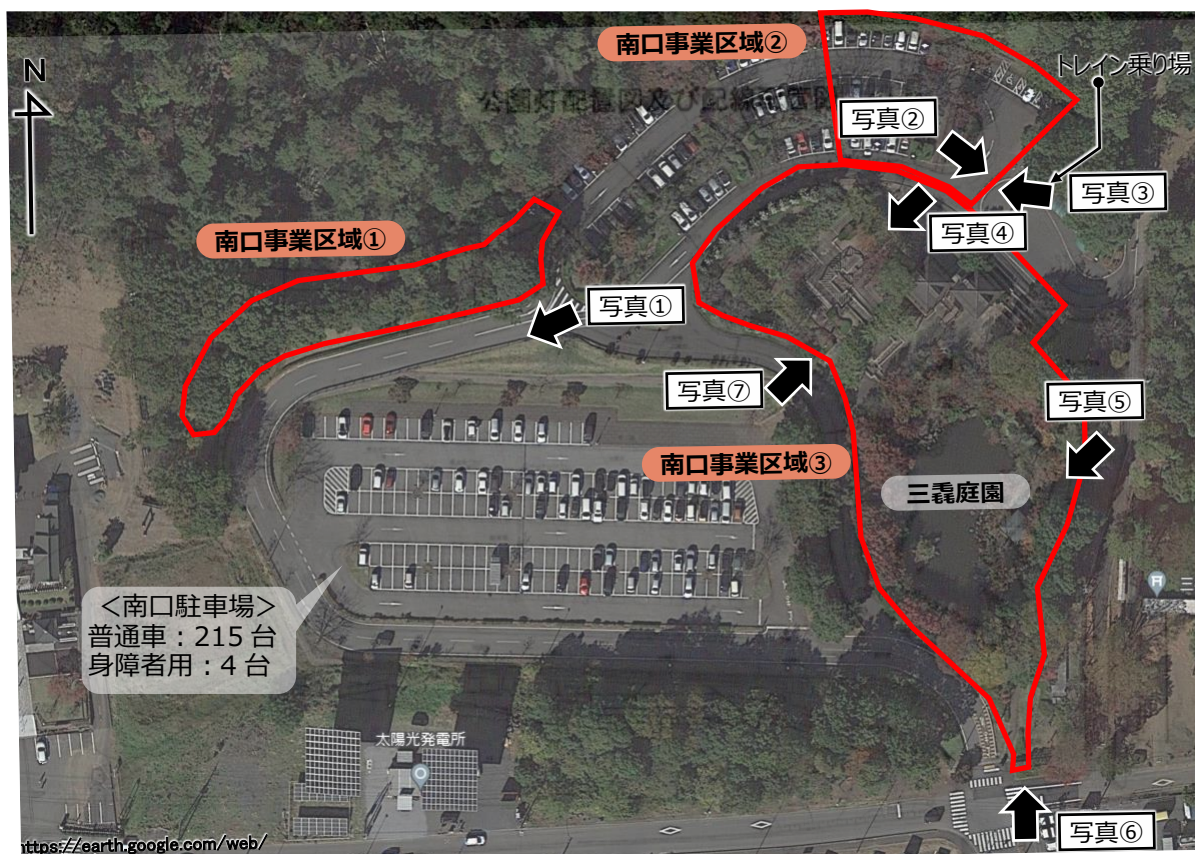 南口事業区域②
N
トレイン乗り場
写真②
写真③
写真④
南口事業区域①
写真①
写真⑦
写真⑤
南口事業区域③
三毳庭園
<南口駐車場>
普通車：215台
身障者用：4台
太陽光発電所
写真⑥
https://earth.google.com/web/